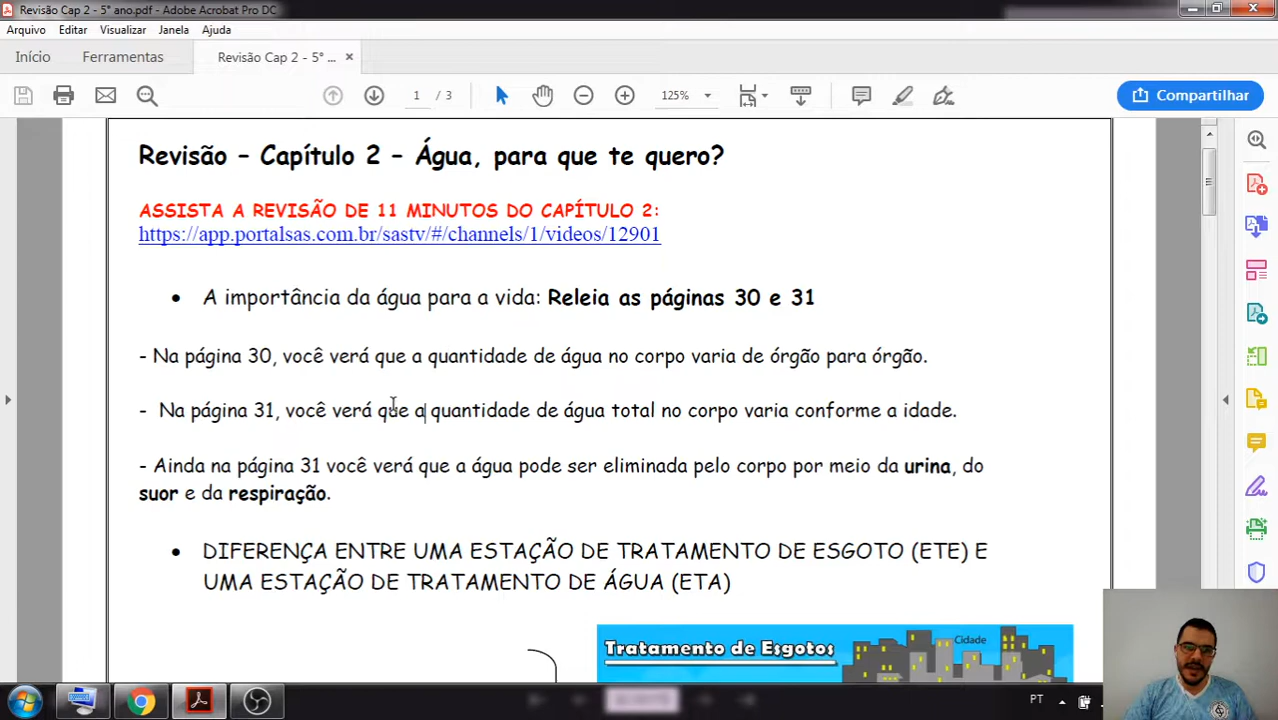 Revisão Cap 2 - 5° ano.pdf - Adobe Acrobat Pro DC
Arquivo Editar Visualizar Janela Ajuda
Início Ferramentas Revisão Cap 2 - 5° ...
1 / 3 125% Compartilhar
Revisão – Capítulo 2 – Água, para que te quero?
ASSISTA A REVISÃO DE 11 MINUTOS DO CAPÍTULO 2:
https://app.portalsas.com.br/sastv/#/channels/1/videos/12901
• A importância da água para a vida: Releia as páginas 30 e 31
- Na página 30, você verá que a quantidade de água no corpo varia de órgão para órgão.
- Na página 31, você verá que a quantidade de água total no corpo varia conforme a idade.
- Ainda na página 31 você verá que a água pode ser eliminada pelo corpo por meio da urina, do
suor e da respiração.
• DIFERENÇA ENTRE UMA ESTAÇÃO DE TRATAMENTO DE ESGOTO (ETE) E
UMA ESTAÇÃO DE TRATAMENTO DE ÁGUA (ETA)
Tratamento de Esgotos
Cidade
PT